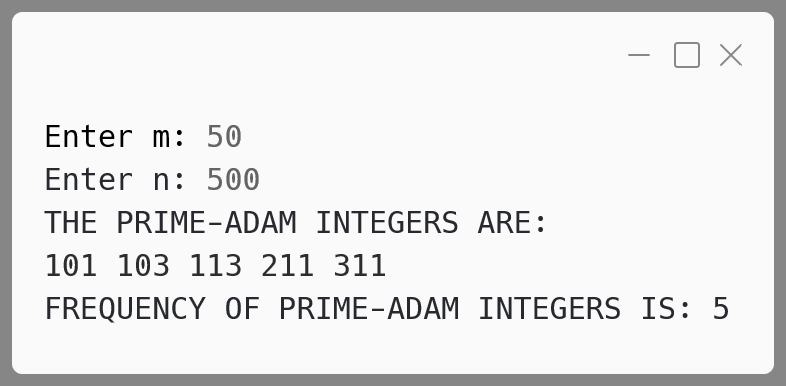 Enter m: 50
Enter n: 500
THE PRIME-ADAM INTEGERS ARE:
101 103 113 211 311
FREQUENCY OF PRIME-ADAM INTEGERS IS: 5